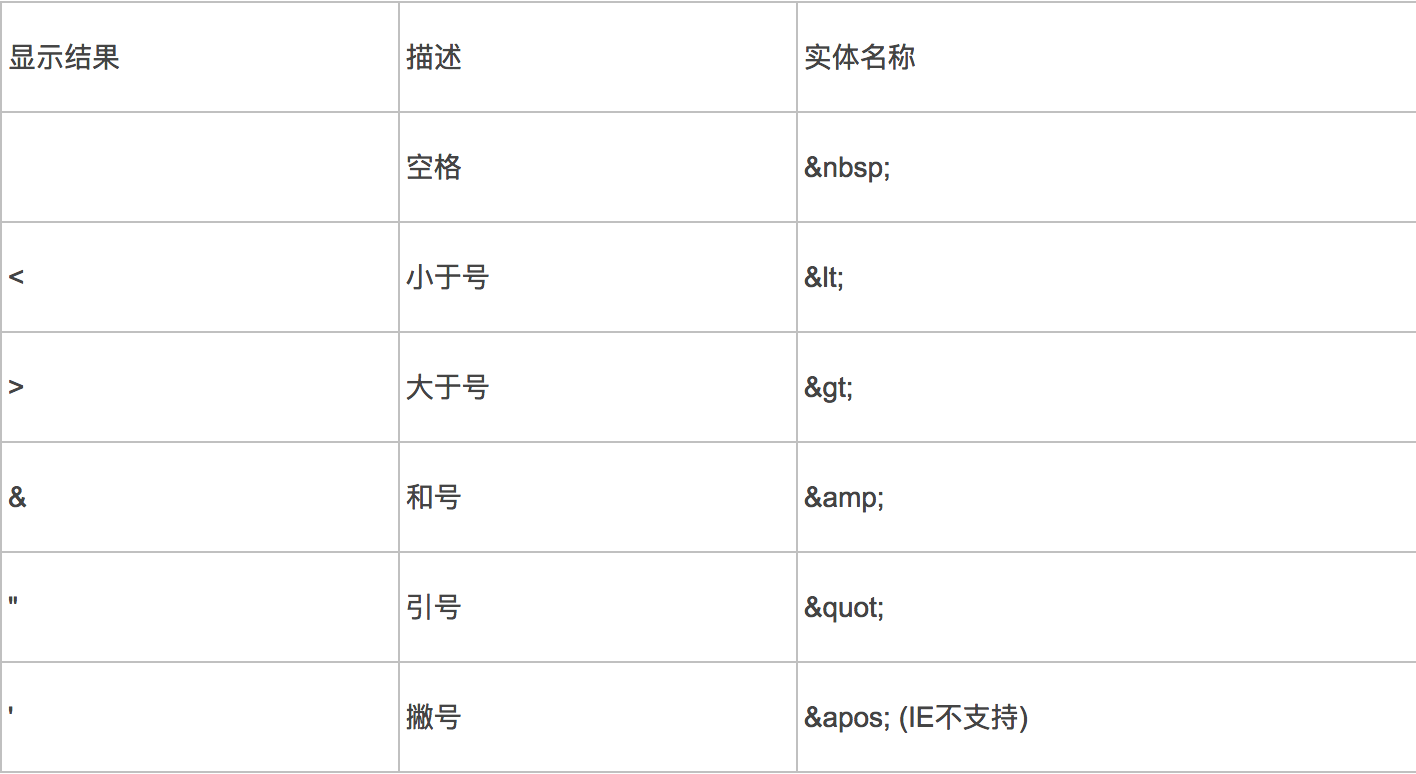 显示结果 描述 实体名称
空格 &nbsp;
< 小于号 &lt;
> 大于号 &gt;
& 和号 &amp;
" 引号 &quot;
' 撇号 &apos; (IE不支持)